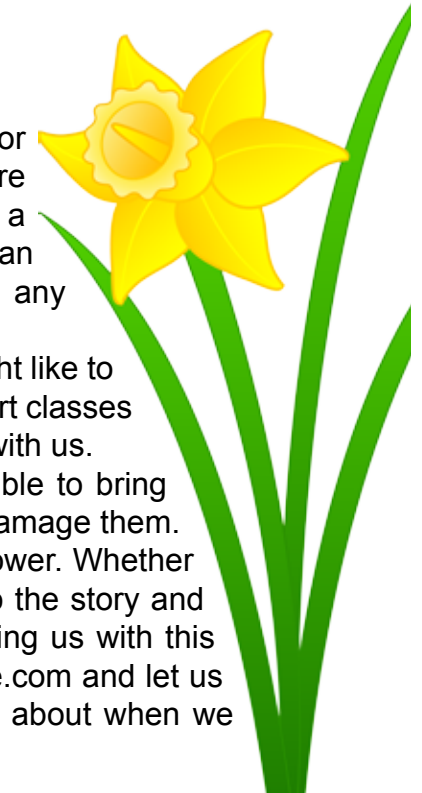 or
re
a
an
any
ht like to
rt classes
with us.
ble to bring
amage them.
ower. Whether
o the story and
ing us with this
e.com and let us
about when we